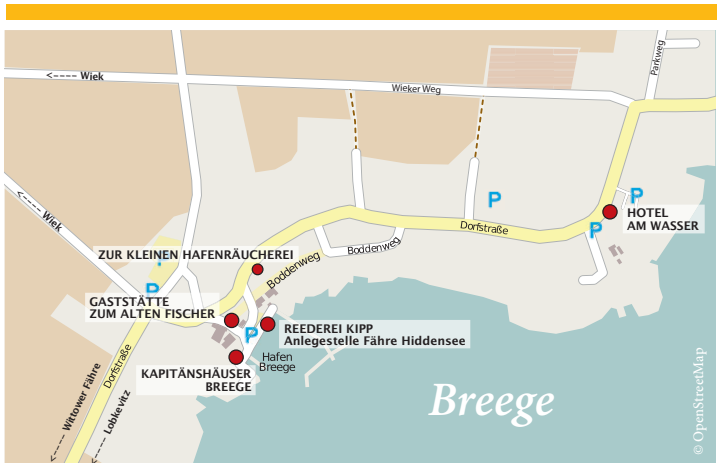 Parkweg
<----- Wiek
Wieker Weg
P
P
HOTEL
AM WASSER
P
<---- Wiek
Dorfstraße
Boddenweg
ZUR KLEINEN HAFENRÄUCHEREI
Boddenweg
P
GASTSTÄTTE
ZUM ALTEN FISCHER
REEDEREI KIPP
Anlegestelle Fähre Hiddensee
P
Hafen
Breege
KAPITÄNSHÄUSER
BREEGE
Dorfstraße
<---- Wittower Fähre
<---- Lobkevitz
Breege
© OpenStreetMap